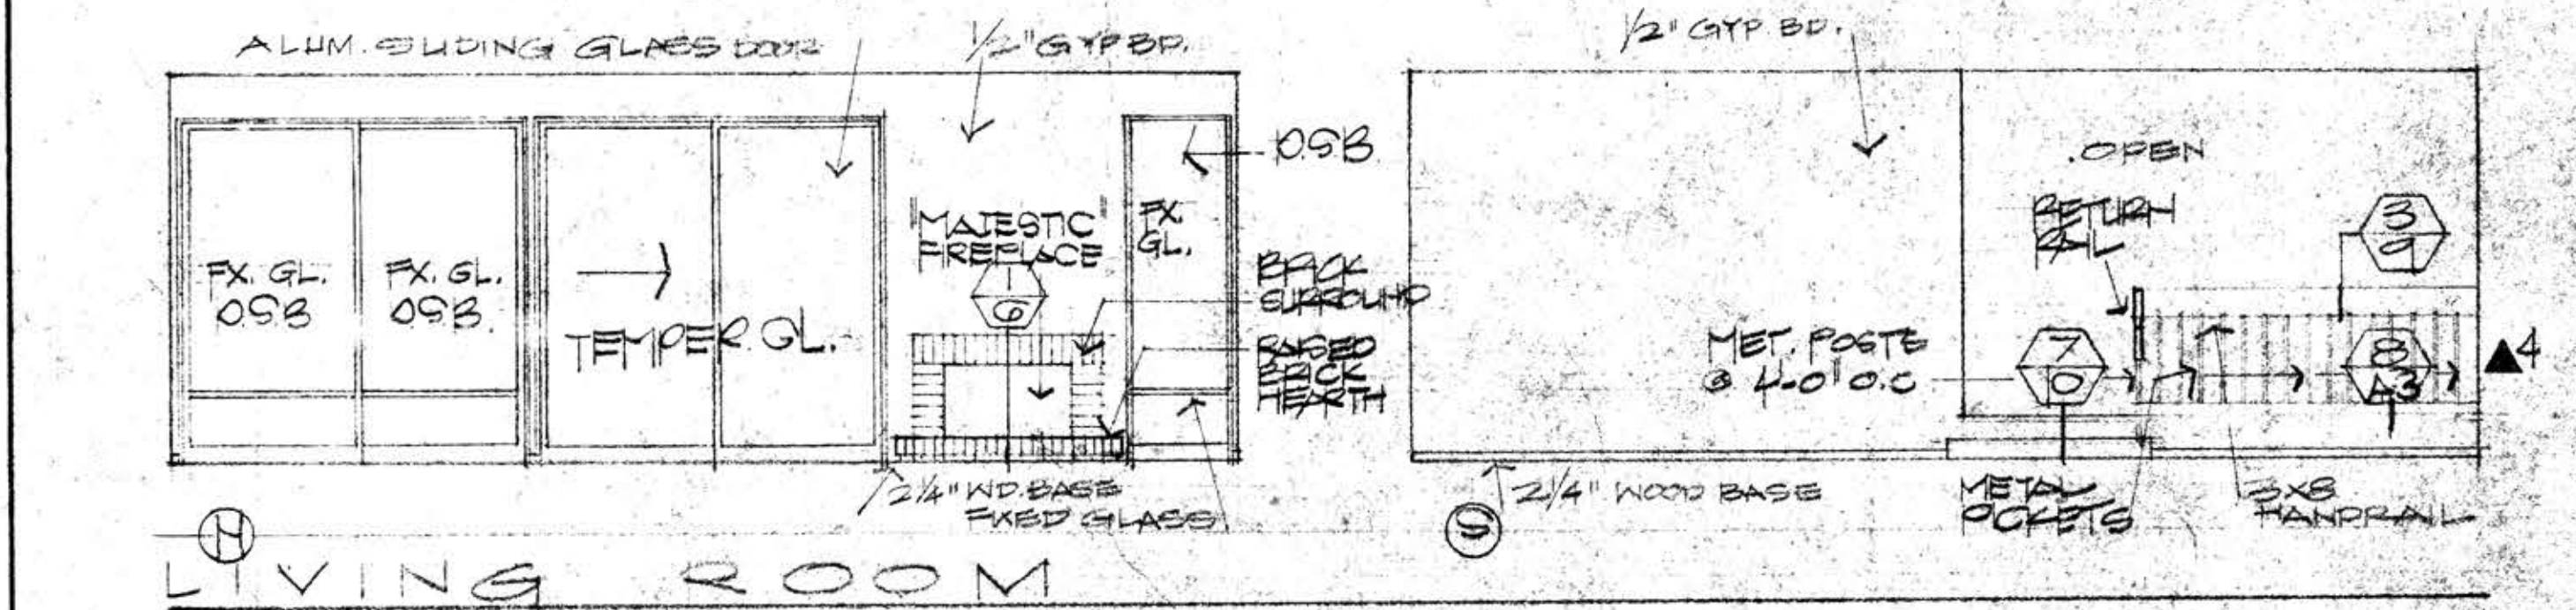 ALUM. SLIDING GLASS DOOR
1/2" GYP. BD.
FX. GL.
O.S.B
FX. GL.
O.S.B.
TEMPER. GL.
"MAJESTIC"
FIREPLACE
6
FX.
GL.
O.S.B.
BRICK
SURROUND
RAISED
BRICK
HEARTH
2 1/4" WD. BASE
FIXED GLASS
N
LIVING ROOM
1/2" GYP. BD.
OPEN
RETURN
RAIL
3
9
MET. POSTS
@ 4-0" O.C
7
8
A3
4
2 1/4" WOOD BASE
METAL
POCKETS
3X8
HANDRAIL
S